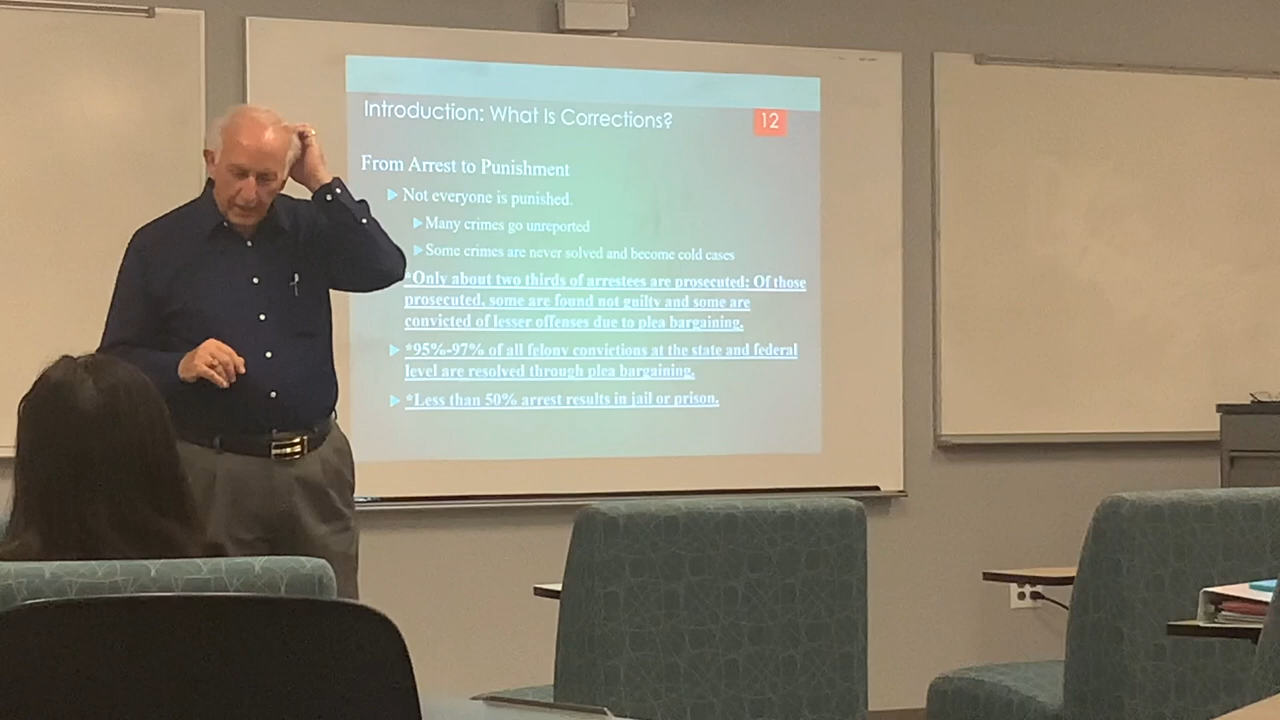 Introduction: What Is Corrections?
12
From Arrest to Punishment
Not everyone is punished.
Many crimes go unreported
Some crimes are never solved and become cold cases
*Only about two thirds of arrestees are prosecuted; Of those
prosecuted, some are found not guilty and some are
convicted of lesser offenses due to plea bargaining.
*95%-97% of all felony convictions at the state and federal
level are resolved through plea bargaining.
*Less than 50% arrest results in jail or prison.